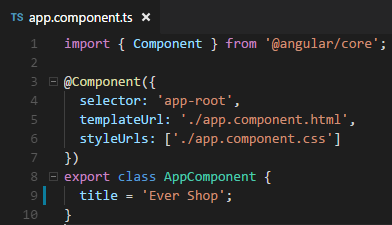 TS app.component.ts ×
1 import { Component } from '@angular/core';
2
3 @Component({
4   selector: 'app-root',
5   templateUrl: './app.component.html',
6   styleUrls: ['./app.component.css']
7 })
8 export class AppComponent {
9   title = 'Ever Shop';
10 }